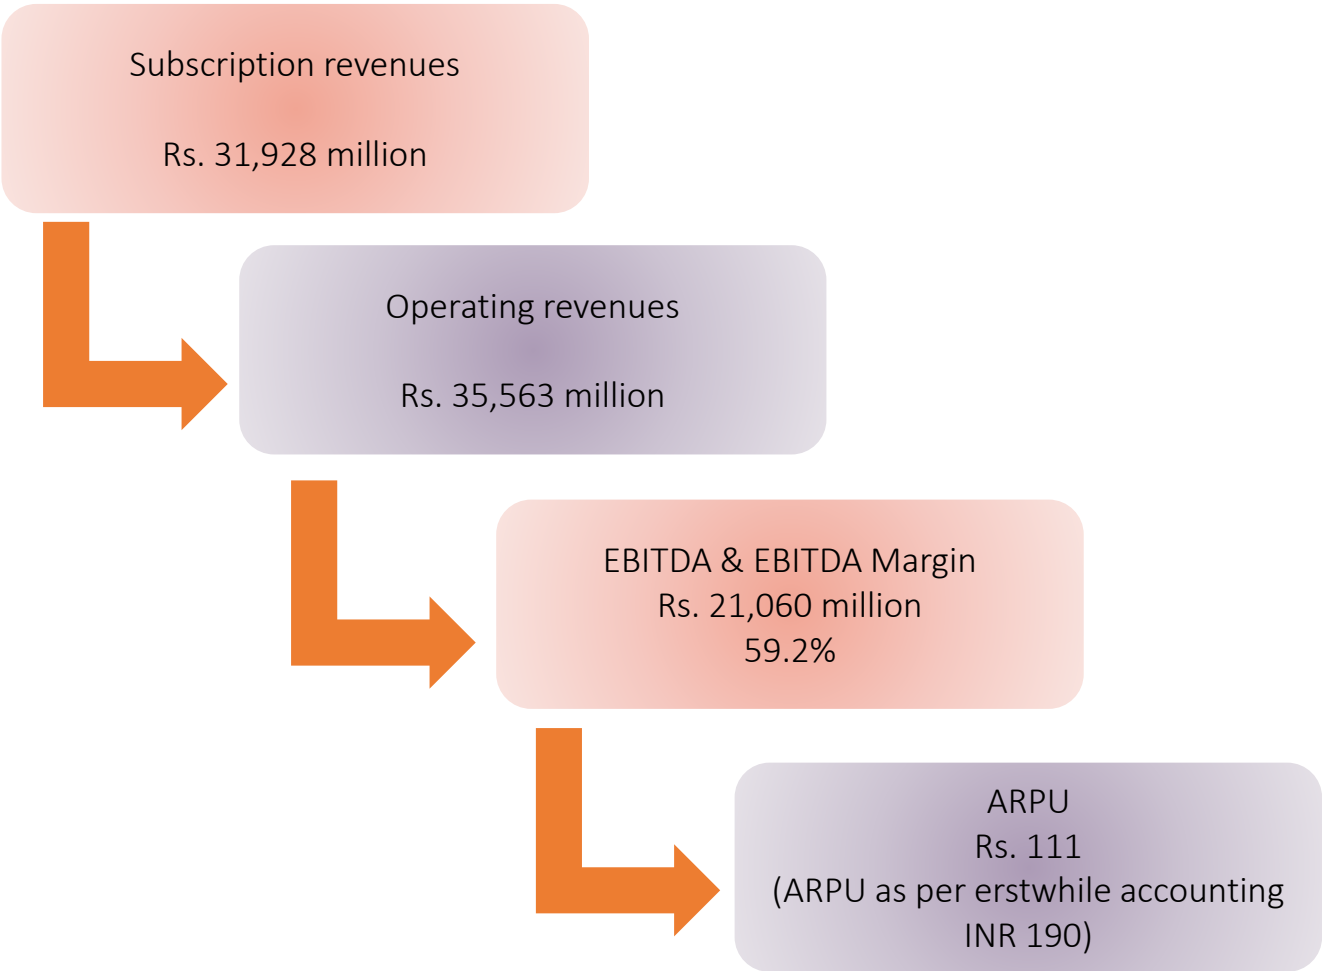 Subscription revenues
Rs. 31,928 million
Operating revenues
Rs. 35,563 million
EBITDA & EBITDA Margin
Rs. 21,060 million
59.2%
ARPU
Rs. 111
(ARPU as per erstwhile accounting
INR 190)